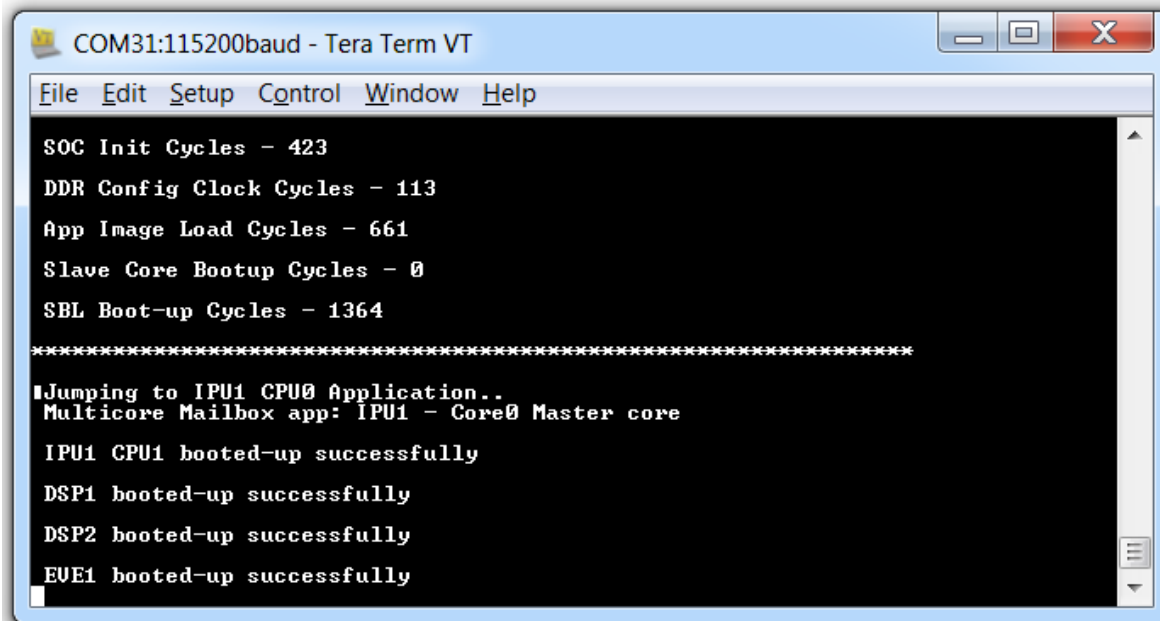 COM31:115200baud - Tera Term VT
File Edit Setup Control Window Help
SOC Init Cycles - 423
DDR Config Clock Cycles - 113
App Image Load Cycles - 661
Slave Core Bootup Cycles - 0
SBL Boot-up Cycles - 1364
*****************************************************************
Jumping to IPU1 CPU0 Application..
Multicore Mailbox app: IPU1 - Core0 Master core
IPU1 CPU1 booted-up successfully
DSP1 booted-up successfully
DSP2 booted-up successfully
EVE1 booted-up successfully